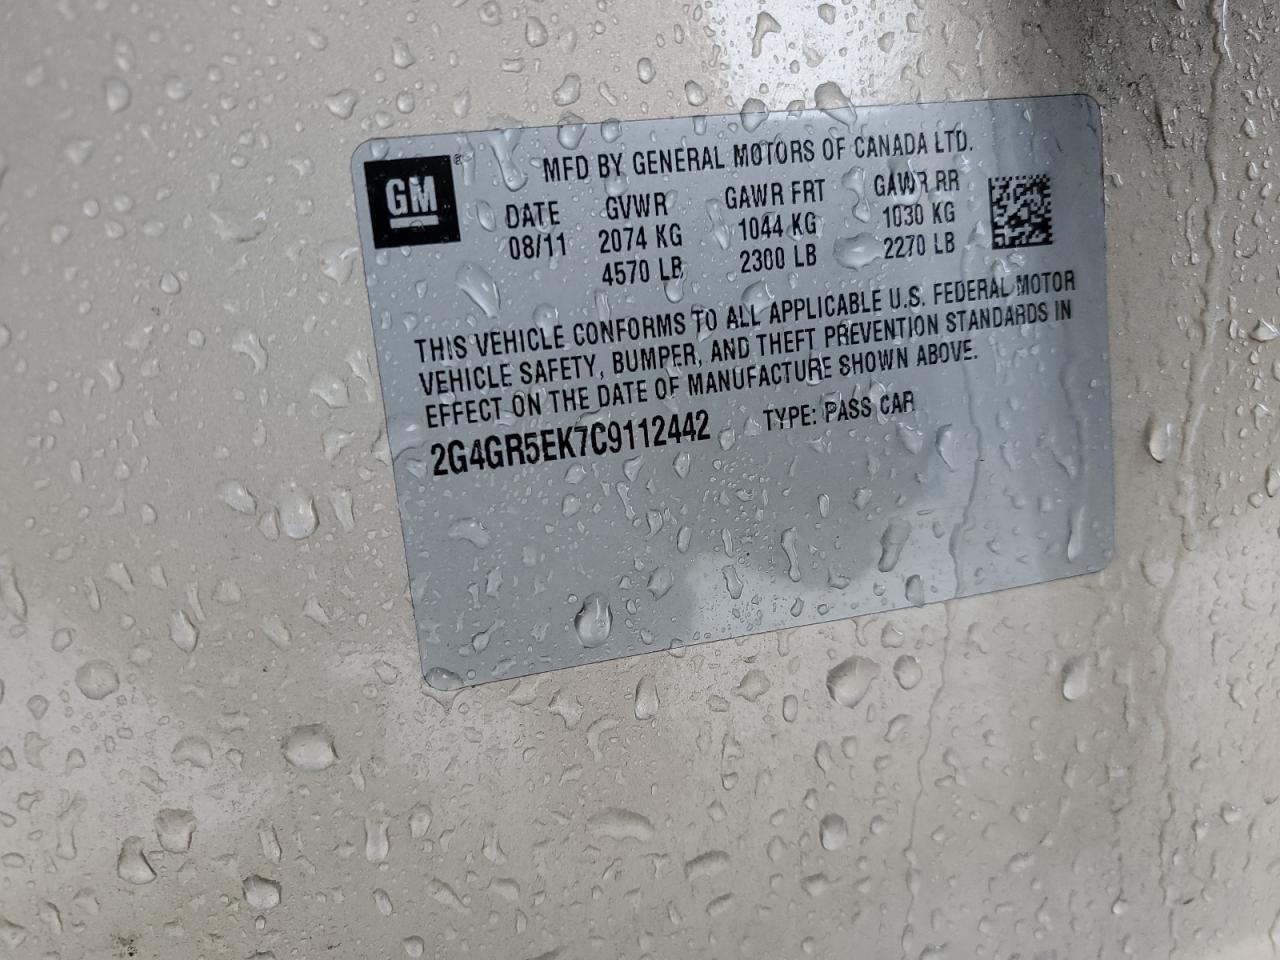 GM ®
MFD BY GENERAL MOTORS OF CANADA LTD.
DATE GVWR GAWR FRT GAWR RR
08/11 2074 KG 1044 KG 1030 KG
4570 LB 2300 LB 2270 LB
THIS VEHICLE CONFORMS TO ALL APPLICABLE U.S. FEDERAL MOTOR
VEHICLE SAFETY, BUMPER, AND THEFT PREVENTION STANDARDS IN
EFFECT ON THE DATE OF MANUFACTURE SHOWN ABOVE.
2G4GR5EK7C9112442 TYPE: PASS CAR